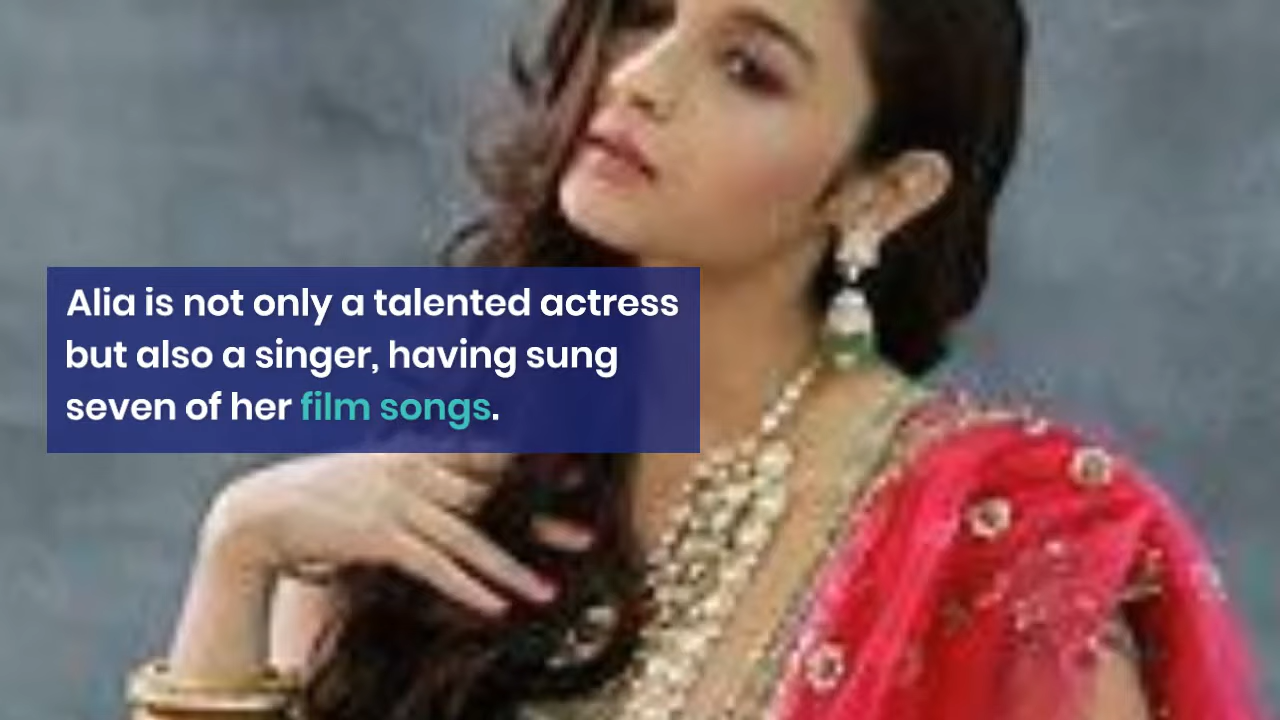 Alia is not only a talented actress
but also a singer, having sung
seven of her film songs.